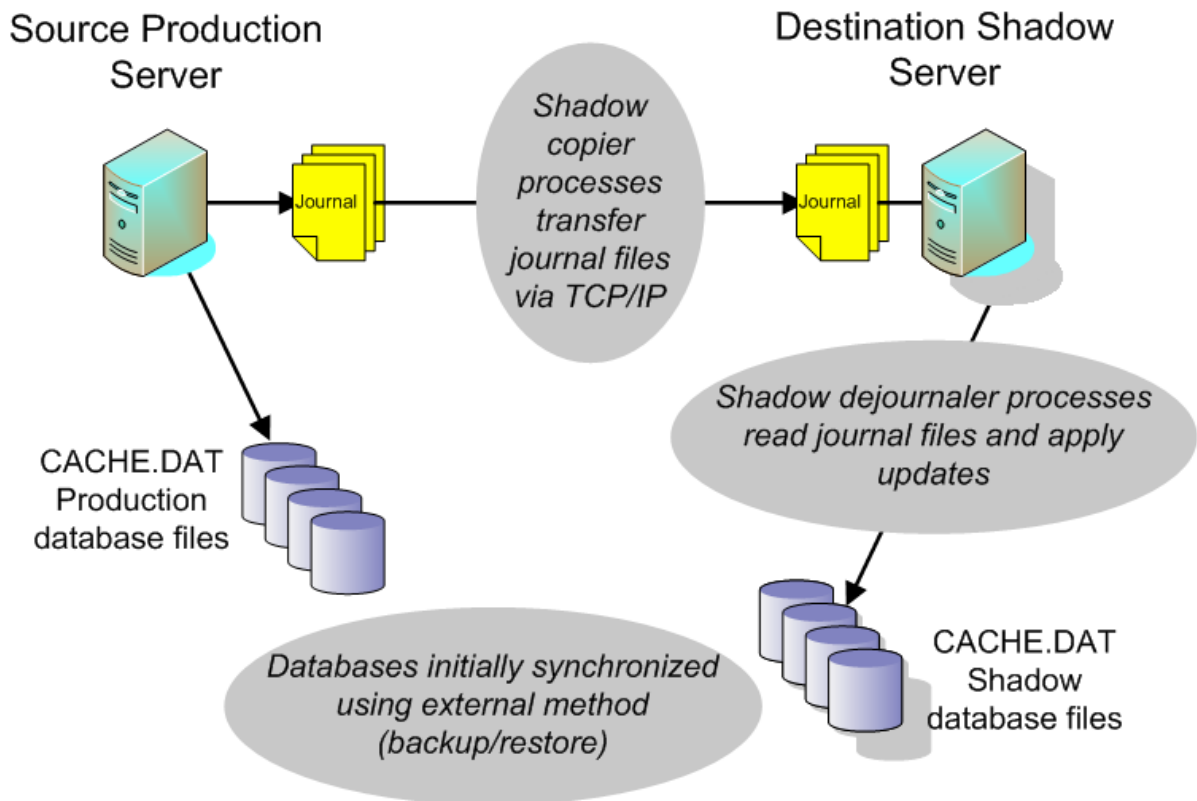 Source Production
Server
Destination Shadow
Server
Shadow
copier
processes
transfer
journal files
via TCP/IP
Journal
Journal
Shadow dejournaler processes
read journal files and apply
updates
CACHE.DAT
Production
database files
Databases initially synchronized
using external method
(backup/restore)
CACHE.DAT
Shadow
database files